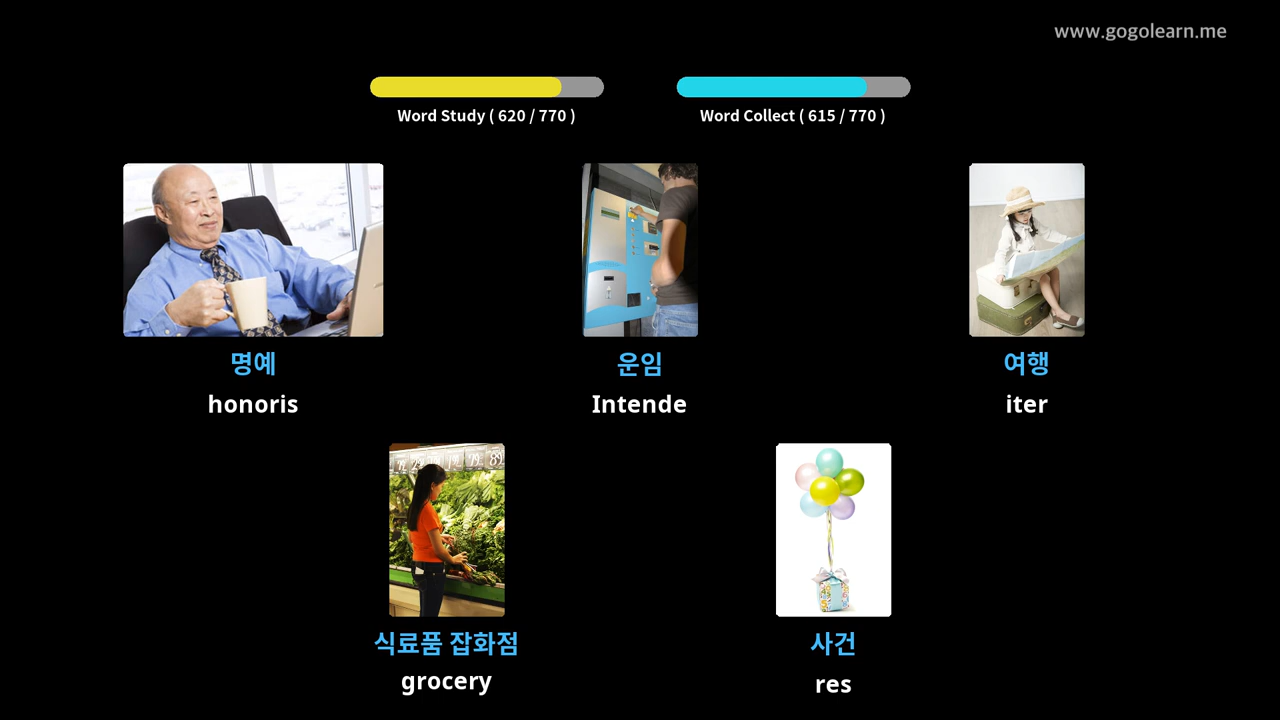 www.gogolearn.me
Word Study ( 620 / 770 )
Word Collect ( 615 / 770 )
명예
honoris
운임
Intende
여행
iter
식료품 잡화점
grocery
사건
res